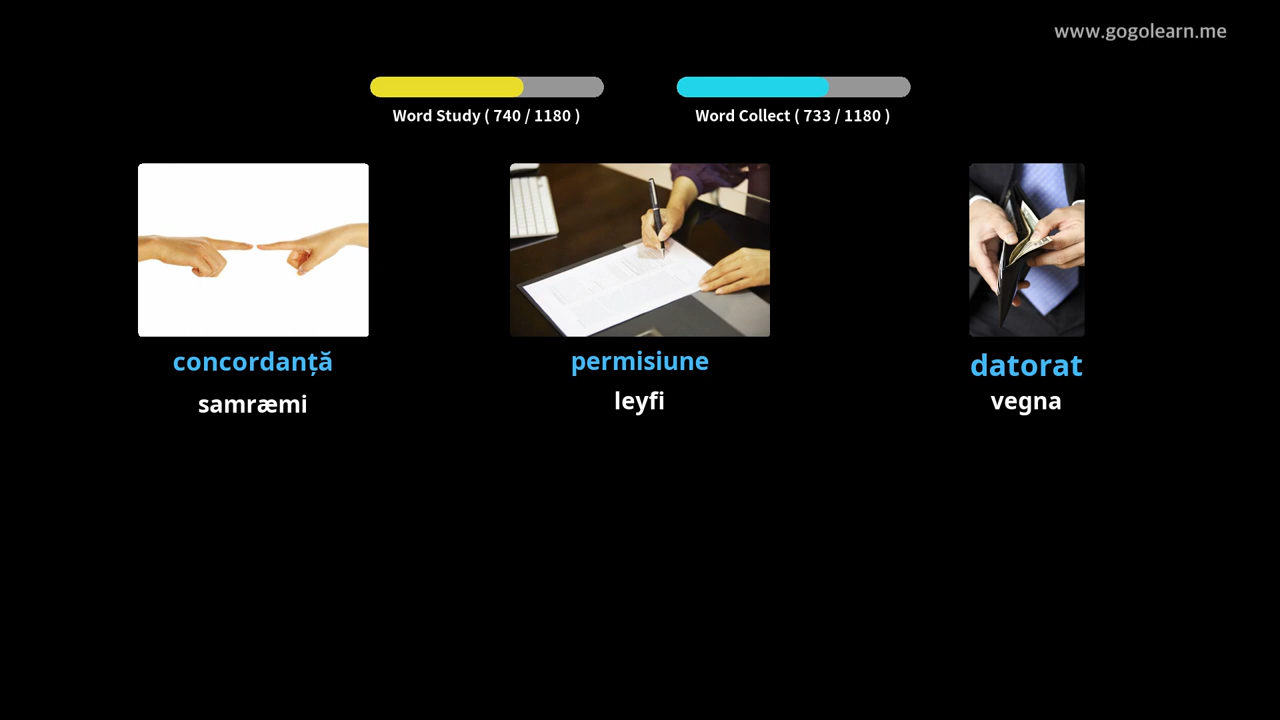 www.gogolearn.me
Word Study ( 740 / 1180 )
Word Collect ( 733 / 1180 )
concordanță
permisiune
datorat
samræmi
leyfi
vegna